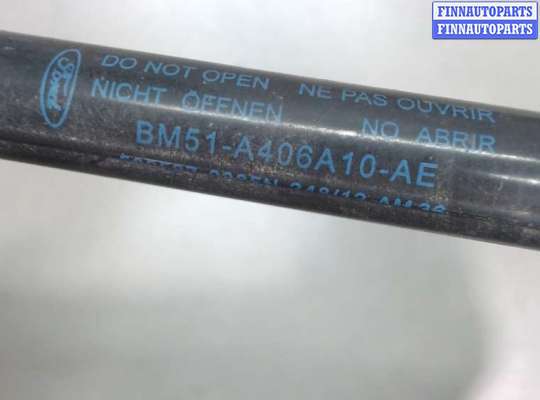 FINNAUTOPARTS
FINNAUTOPARTS
Ford
DO NOT OPEN NE PAS OUVRIR
NICHT ÖFFNEN NO ABRIR
BM51-A406A10-AE